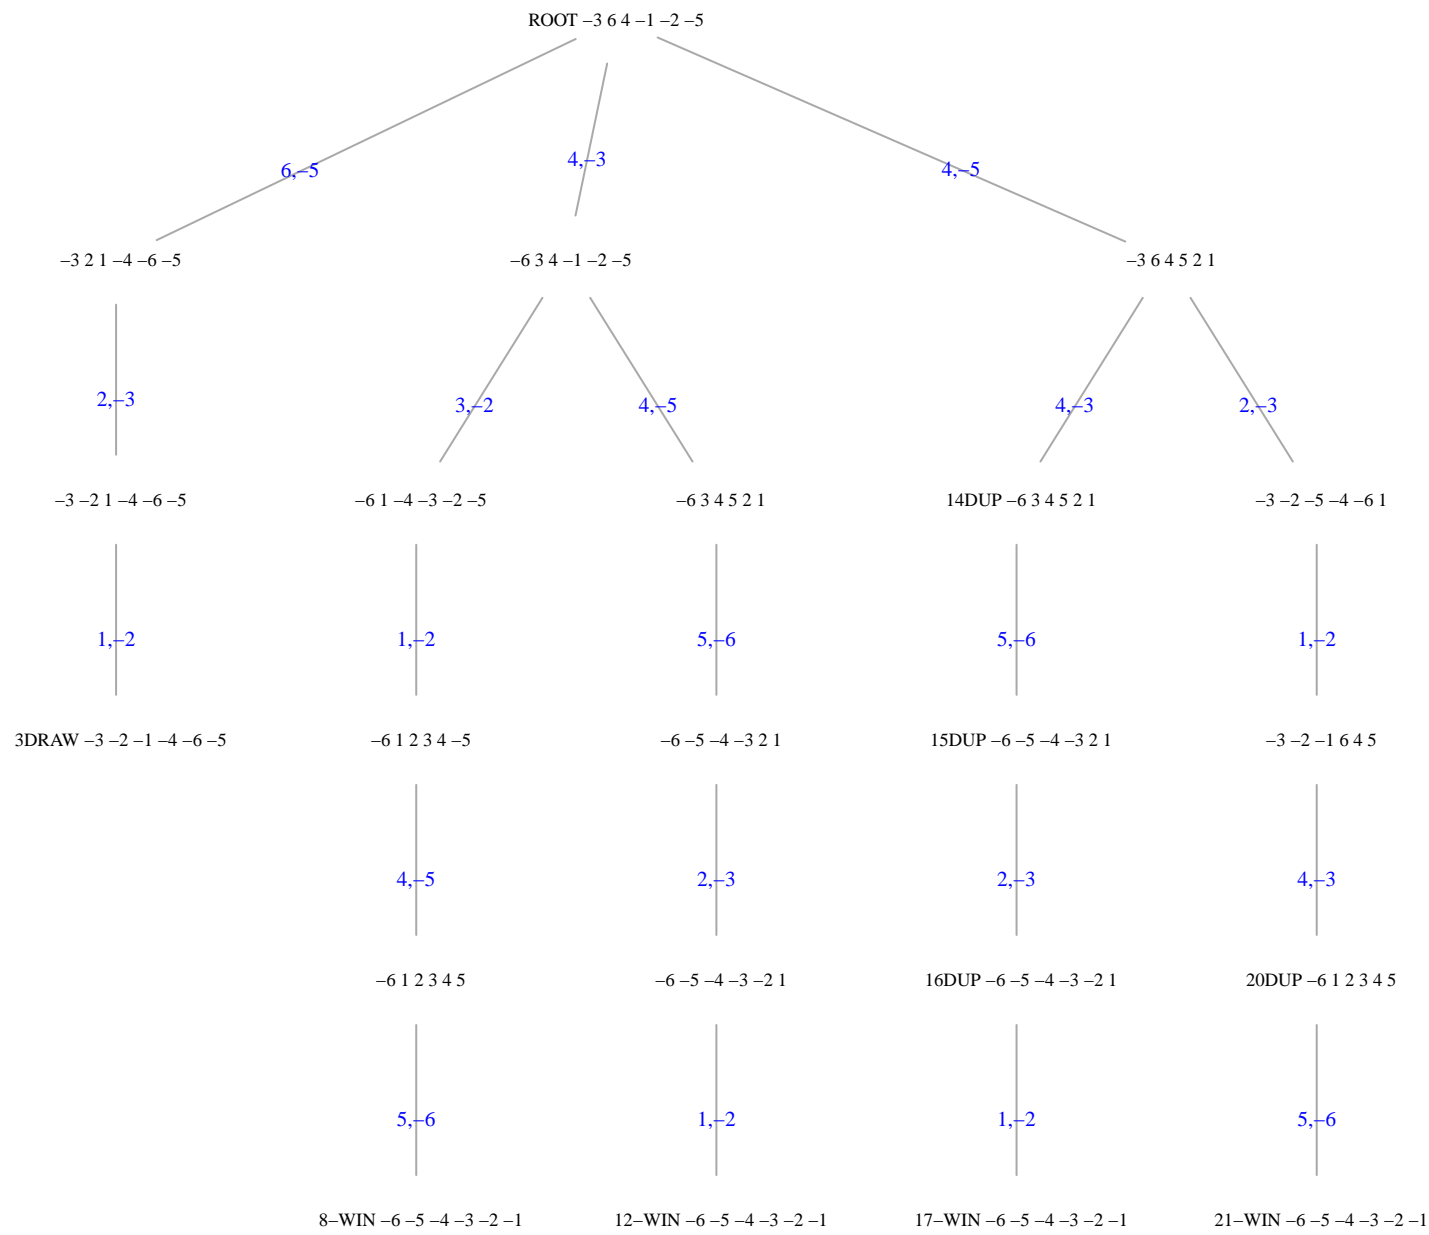 ROOT −3 6 4 −1 −2 −5
6,−5
4,−3
4,−5
−3 2 1 −4 −6 −5
−6 3 4 −1 −2 −5
−3 6 4 5 2 1
2,−3
3,−2
4,−5
4,−3
2,−3
−3 −2 1 −4 −6 −5
−6 1 −4 −3 −2 −5
−6 3 4 5 2 1
14DUP −6 3 4 5 2 1
−3 −2 −5 −4 −6 1
1,−2
1,−2
5,−6
5,−6
1,−2
3DRAW −3 −2 −1 −4 −6 −5
−6 1 2 3 4 −5
−6 −5 −4 −3 2 1
15DUP −6 −5 −4 −3 2 1
−3 −2 −1 6 4 5
4,−5
2,−3
2,−3
4,−3
−6 1 2 3 4 5
−6 −5 −4 −3 −2 1
16DUP −6 −5 −4 −3 −2 1
20DUP −6 1 2 3 4 5
5,−6
1,−2
1,−2
5,−6
8−WIN −6 −5 −4 −3 −2 −1
12−WIN −6 −5 −4 −3 −2 −1
17−WIN −6 −5 −4 −3 −2 −1
21−WIN −6 −5 −4 −3 −2 −1